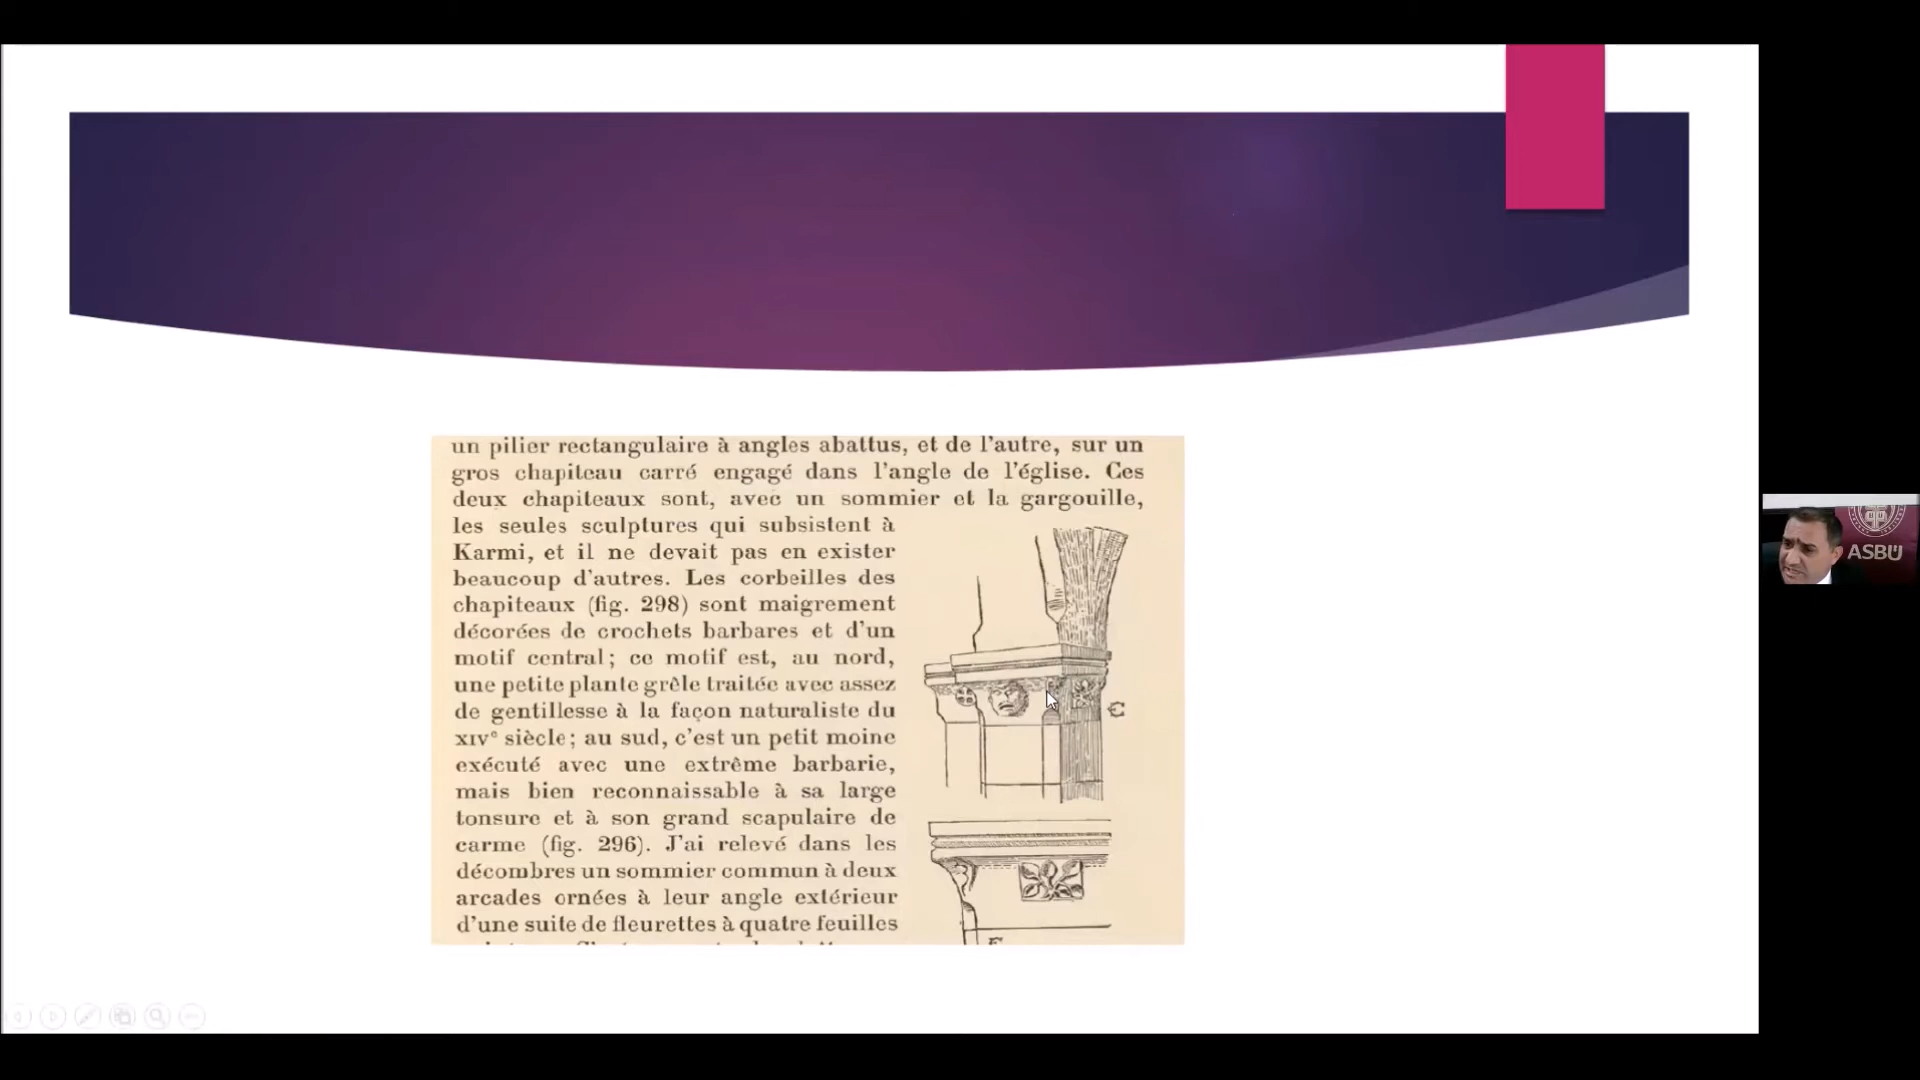 un pilier rectangulaire à angles abattus, et de l'autre, sur un
gros chapiteau carré engagé dans l'angle de l'église. Ces
deux chapiteaux sont, avec un sommier et la gargouille,
les seules sculptures qui subsistent à
Karmi, et il ne devait pas en exister
beaucoup d'autres. Les corbeilles des
chapiteaux (fig. 298) sont maigrement
décorées de crochets barbares et d'un
motif central; ce motif est, au nord,
une petite plante grêle traitée avec assez
de gentillesse à la façon naturaliste du
XIVᵉ siècle; au sud, c'est un petit moine
exécuté avec une extrême barbarie,
mais bien reconnaissable à sa large
tonsure et à son grand scapulaire de
carme (fig. 296). J'ai relevé dans les
décombres un sommier commun à deux
arcades ornées à leur angle extérieur
d'une suite de fleurettes à quatre feuilles
C
ASBÜ